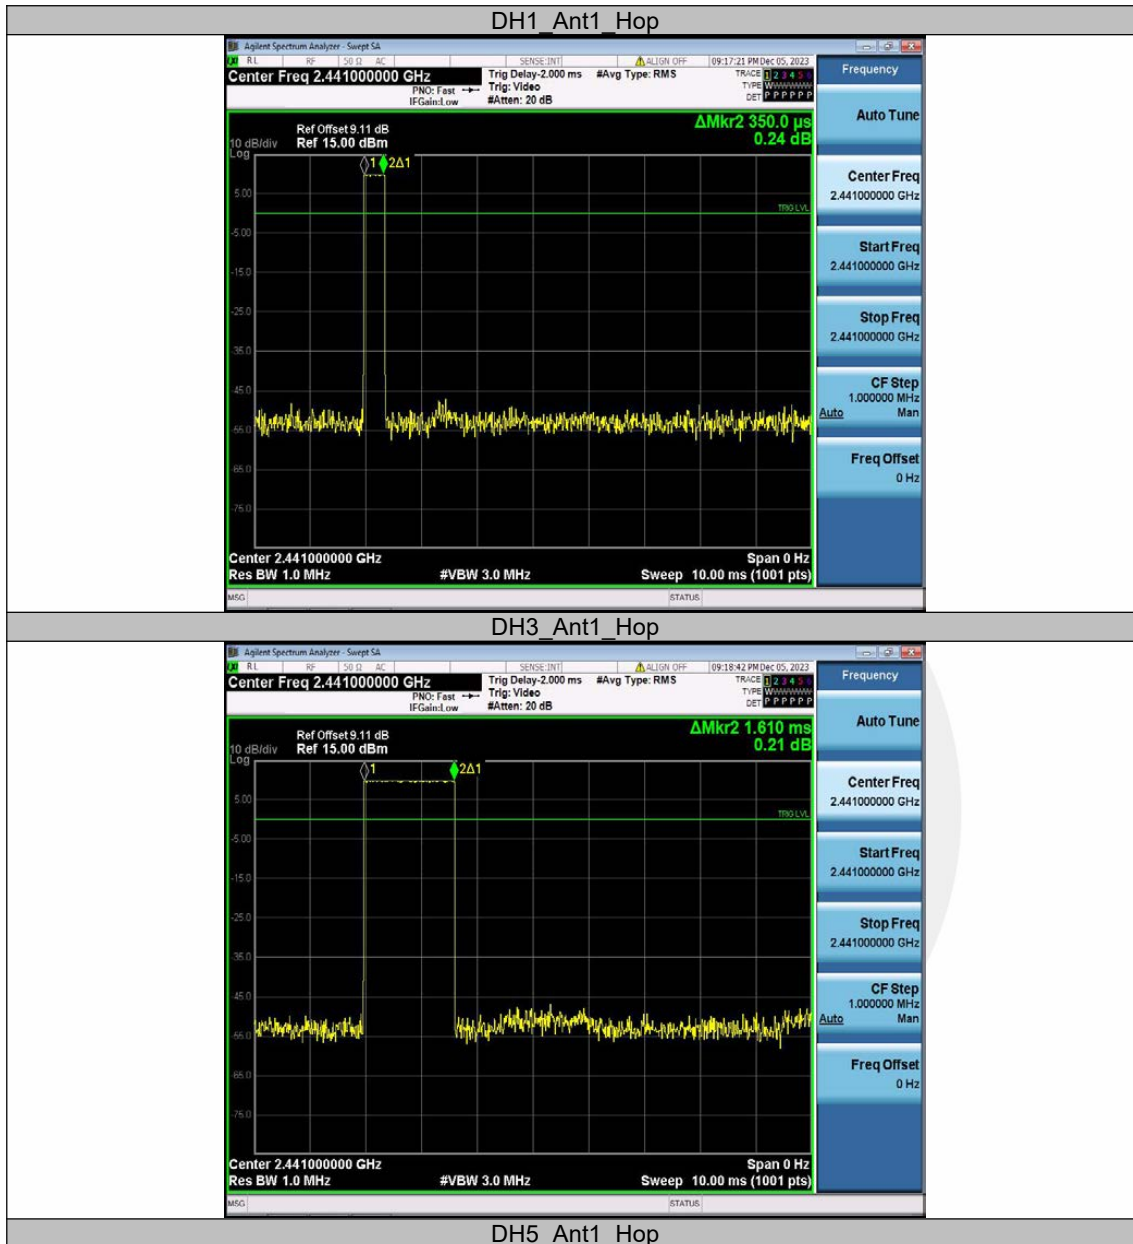 DH1_Ant1_Hop
Agilent Spectrum Analyzer - Swept SA
RL RF 50 Ω AC SENSE:INT ALIGN OFF 09:17:21 PM Dec 05, 2023
Center Freq 2.441000000 GHz Trig Delay-2.000 ms #Avg Type: RMS TRACE 1 2 3 4 5 6 Frequency
PNO: Fast Trig: Video TYPE WWWWWW
IFGain:Low #Atten: 20 dB DET P P P P P P
Auto Tune
ΔMkr2 350.0 µs
Ref Offset 9.11 dB
10 dB/div Ref 15.00 dBm 0.24 dB
Log
1 2Δ1
Center Freq
2.441000000 GHz
5.00
TRIG LVL
-5.00
Start Freq
2.441000000 GHz
-15.0
-25.0
Stop Freq
2.441000000 GHz
-35.0
CF Step
1.000000 MHz
Auto Man
-45.0
-55.0
Freq Offset
0 Hz
-65.0
-75.0
Center 2.441000000 GHz Span 0 Hz
Res BW 1.0 MHz #VBW 3.0 MHz Sweep 10.00 ms (1001 pts)
MSG STATUS
DH3_Ant1_Hop
Agilent Spectrum Analyzer - Swept SA
RL RF 50 Ω AC SENSE:INT ALIGN OFF 09:18:42 PM Dec 05, 2023
Center Freq 2.441000000 GHz Trig Delay-2.000 ms #Avg Type: RMS TRACE 1 2 3 4 5 6 Frequency
PNO: Fast Trig: Video TYPE WWWWWW
IFGain:Low #Atten: 20 dB DET P P P P P P
Auto Tune
ΔMkr2 1.610 ms
Ref Offset 9.11 dB
10 dB/div Ref 15.00 dBm 0.21 dB
Log
1 2Δ1
Center Freq
2.441000000 GHz
5.00
TRIG LVL
-5.00
Start Freq
2.441000000 GHz
-15.0
-25.0
Stop Freq
2.441000000 GHz
-35.0
CF Step
1.000000 MHz
Auto Man
-45.0
-55.0
Freq Offset
0 Hz
-65.0
-75.0
Center 2.441000000 GHz Span 0 Hz
Res BW 1.0 MHz #VBW 3.0 MHz Sweep 10.00 ms (1001 pts)
MSG STATUS
DH5_Ant1_Hop